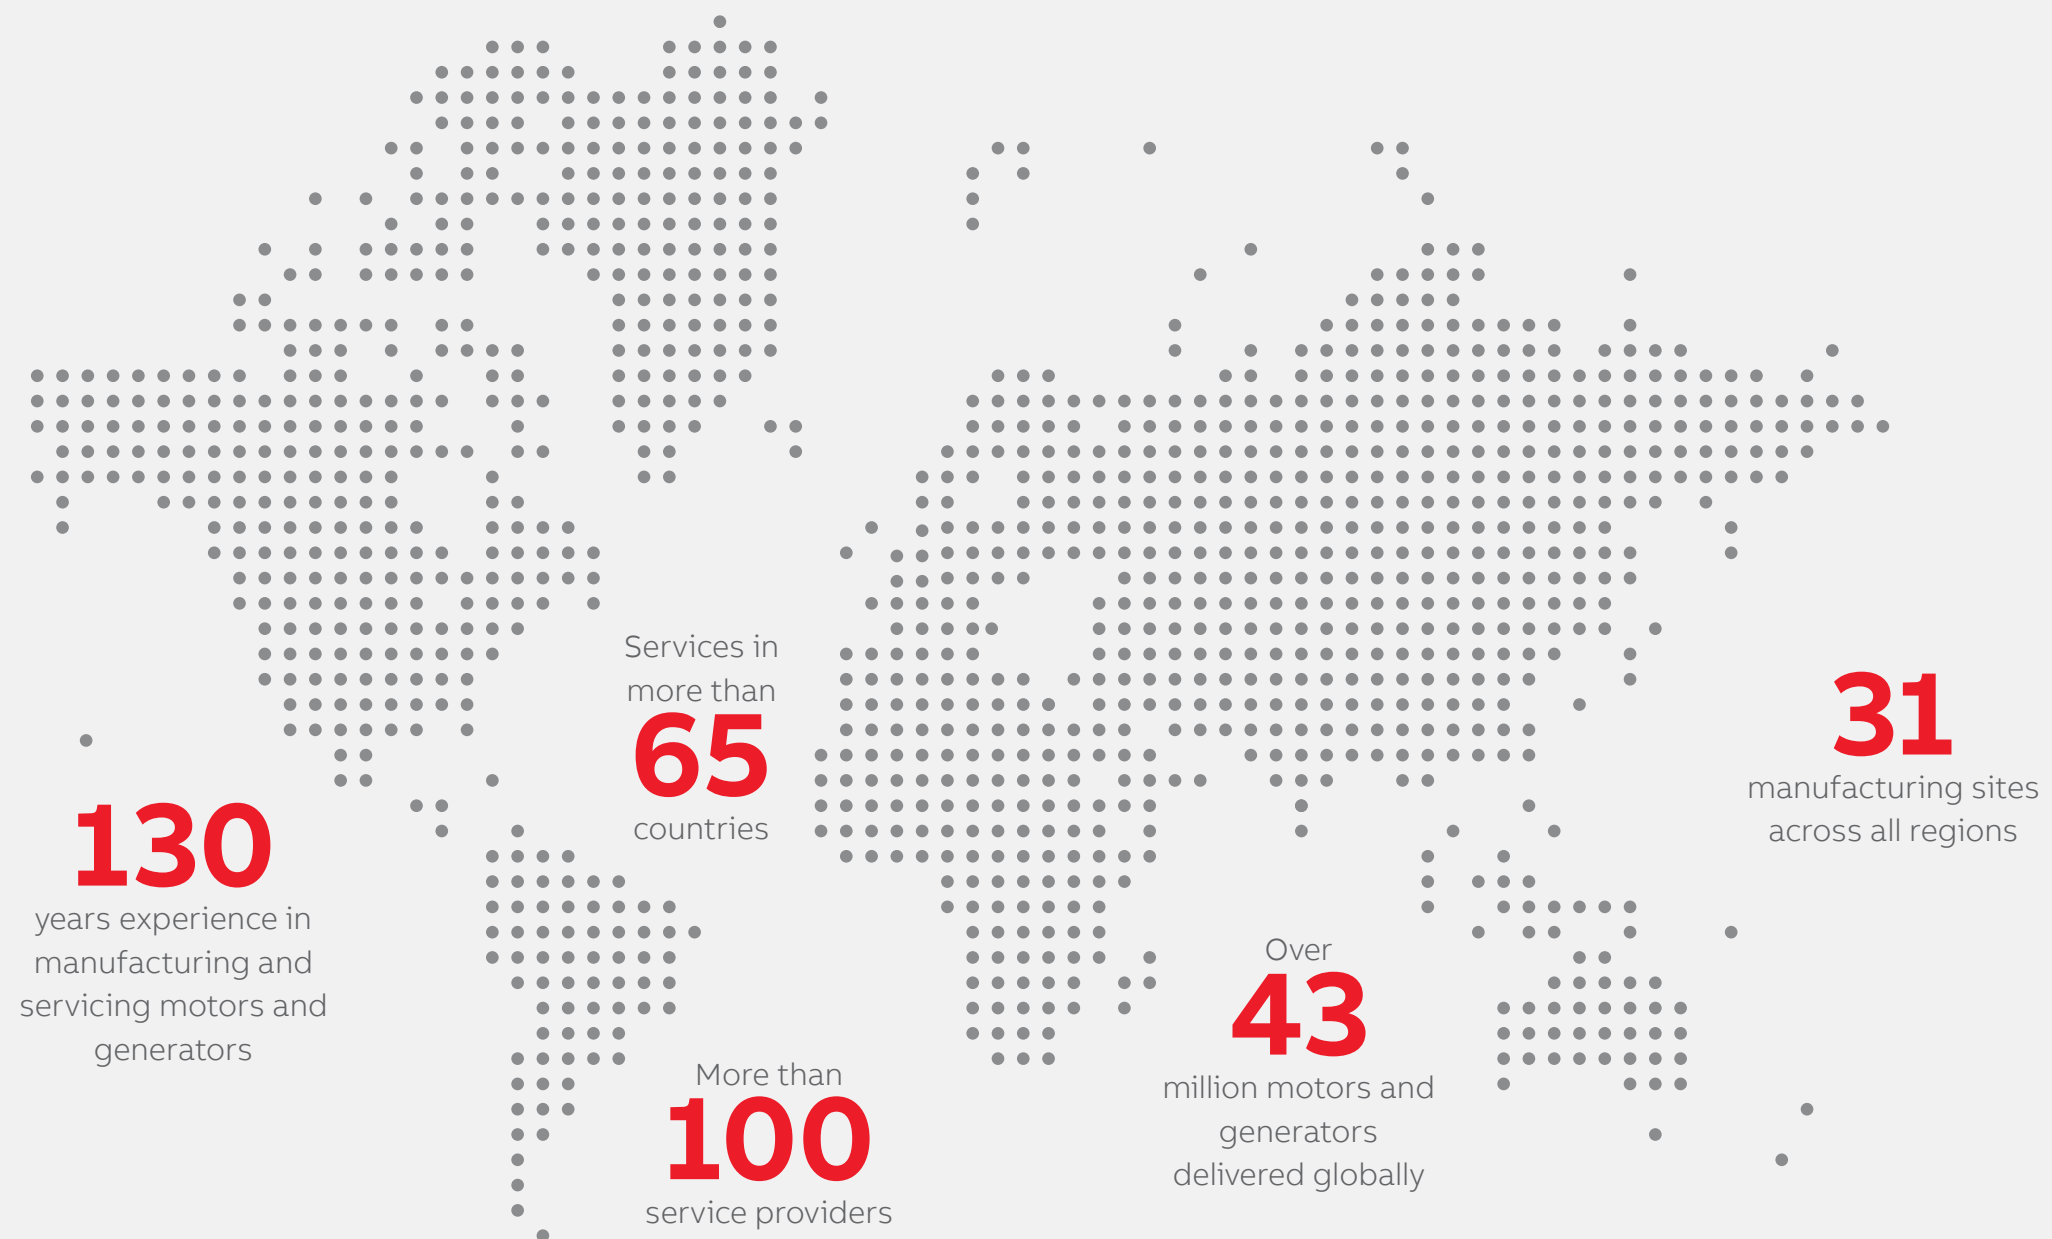 Services in
more than
65
countries
31
manufacturing sites
across all regions
130
years experience in
manufacturing and
servicing motors and
generators
Over
43
million motors and
generators
delivered globally
More than
100
service providers